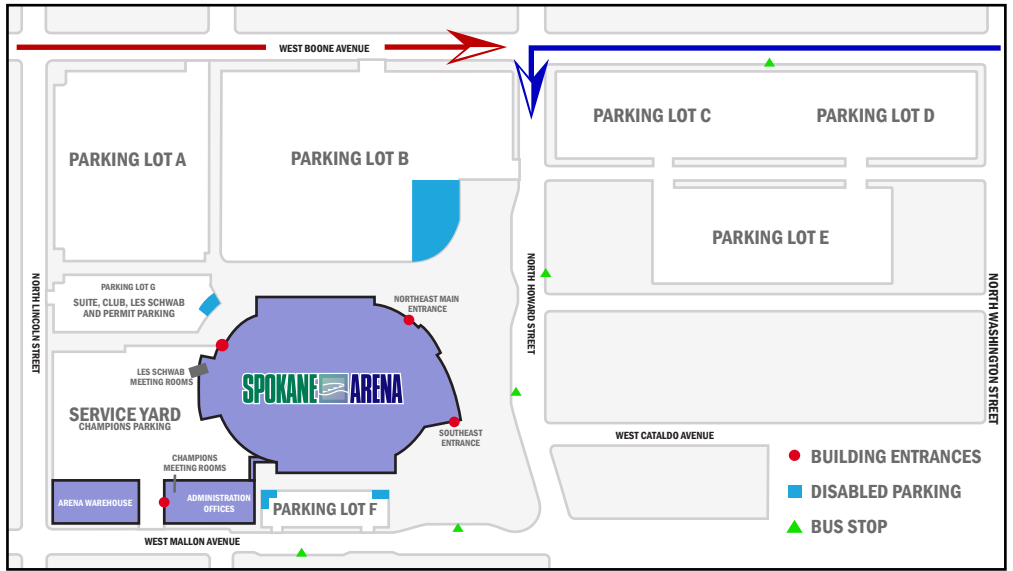 WEST BOONE AVENUE
PARKING LOT A
PARKING LOT B
PARKING LOT C
PARKING LOT D
PARKING LOT E
NORTH LINCOLN STREET
NORTH HOWARD STREET
NORTH WASHINGTON STREET
PARKING LOT G
SUITE, CLUB, LES SCHWAB
AND PERMIT PARKING
NORTHEAST MAIN
ENTRANCE
LES SCHWAB
MEETING ROOMS
SPOKANE ARENA
SERVICE YARD
CHAMPIONS PARKING
SOUTHEAST
ENTRANCE
WEST CATALDO AVENUE
CHAMPIONS
MEETING ROOMS
BUILDING ENTRANCES
DISABLED PARKING
BUS STOP
ARENA WAREHOUSE
ADMINISTRATION
OFFICES
PARKING LOT F
WEST MALLON AVENUE